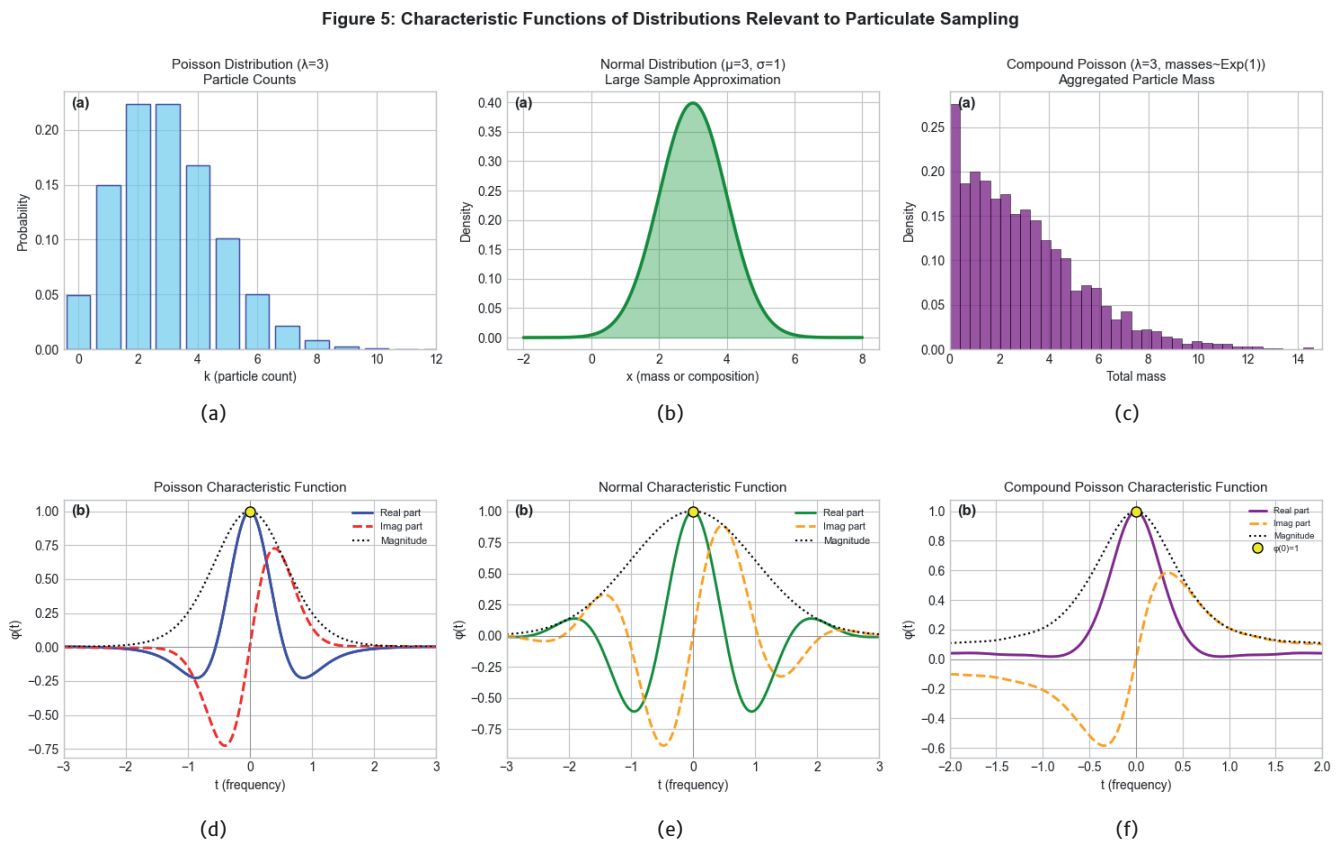 Figure 5: Characteristic Functions of Distributions Relevant to Particulate Sampling
Poisson Distribution (λ=3)
Particle Counts
(a)
Probability
0.20
0.15
0.10
0.05
0.00
0 2 4 6 8 10 12
k (particle count)
(a)
Normal Distribution (μ=3, σ=1)
Large Sample Approximation
(a)
Density
0.40
0.35
0.30
0.25
0.20
0.15
0.10
0.05
0.00
−2 0 2 4 6 8
x (mass or composition)
(b)
Compound Poisson (λ=3, masses~Exp(1))
Aggregated Particle Mass
(a)
Density
0.25
0.20
0.15
0.10
0.05
0.00
0 2 4 6 8 10 12 14
Total mass
(c)
Poisson Characteristic Function
(b)
Real part
Imag part
Magnitude
φ(t)
1.00
0.75
0.50
0.25
0.00
−0.25
−0.50
−0.75
−3 −2 −1 0 1 2 3
t (frequency)
(d)
Normal Characteristic Function
(b)
Real part
Imag part
Magnitude
φ(t)
1.00
0.75
0.50
0.25
0.00
−0.25
−0.50
−0.75
−3 −2 −1 0 1 2 3
t (frequency)
(e)
Compound Poisson Characteristic Function
(b)
Real part
Imag part
Magnitude
φ(0)=1
φ(t)
1.0
0.8
0.6
0.4
0.2
0.0
−0.2
−0.4
−0.6
−2.0 −1.5 −1.0 −0.5 0.0 0.5 1.0 1.5 2.0
t (frequency)
(f)